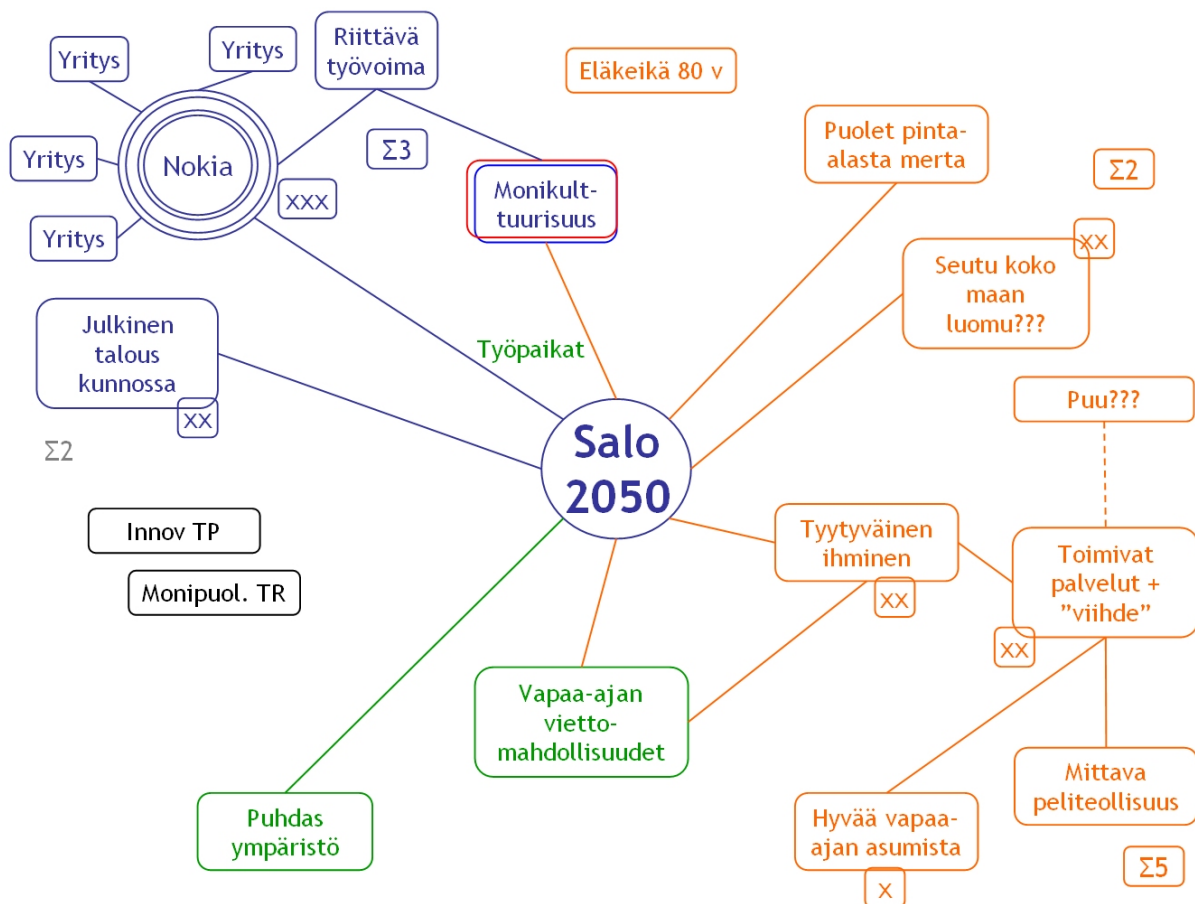 Yritys
Yritys
Riittävä
työvoima
Eläkeikä 80 v
Yritys
Nokia
Σ3
xxx
Yritys
Monikult-
tuurisuus
Puolet pinta-
alasta merta
Σ2
xx
Seutu koko
maan
luomu???
Julkinen
talous
kunnossa
xx
Σ2
Työpaikat
Puu???
Salo
2050
Innov TP
Monipuol. TR
Tyytyväinen
ihminen
xx
Toimivat
palvelut +
”viihde”
xx
Vapaa-ajan
vietto-
mahdollisuudet
Puhdas
ympäristö
Hyvää vapaa-
ajan asumista
x
Mittava
peliteollisuus
Σ5